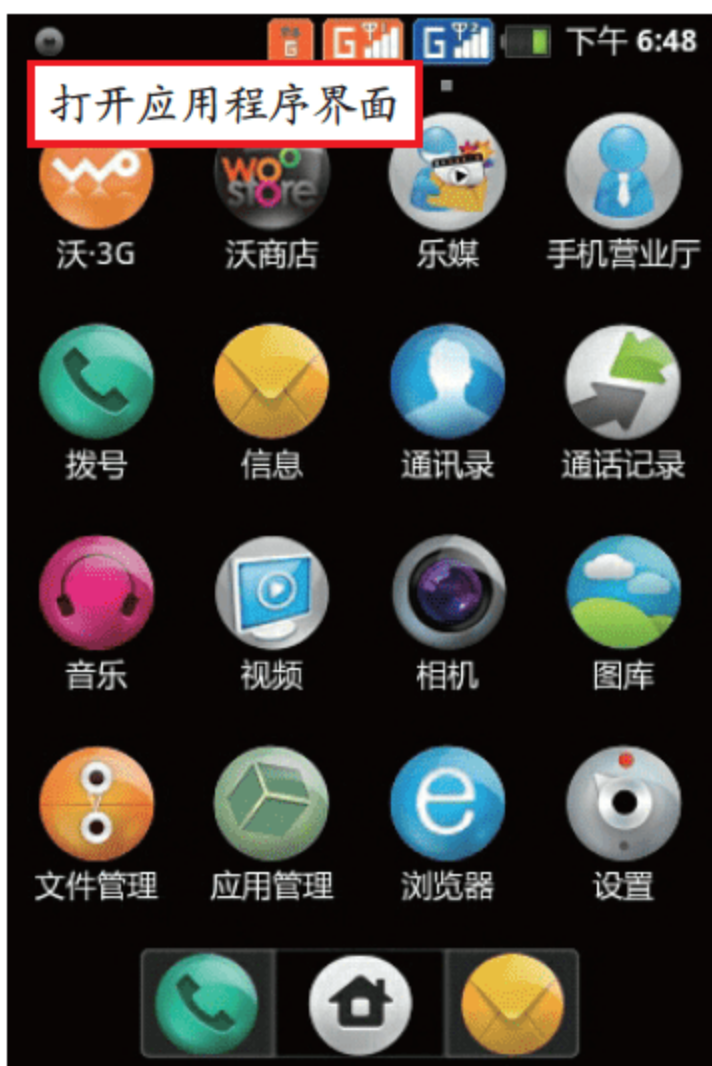 下午 6:48
打开应用程序界面
沃·3G 沃商店 乐媒 手机营业厅
拨号 信息 通讯录 通话记录
音乐 视频 相机 图库
文件管理 应用管理 浏览器 设置